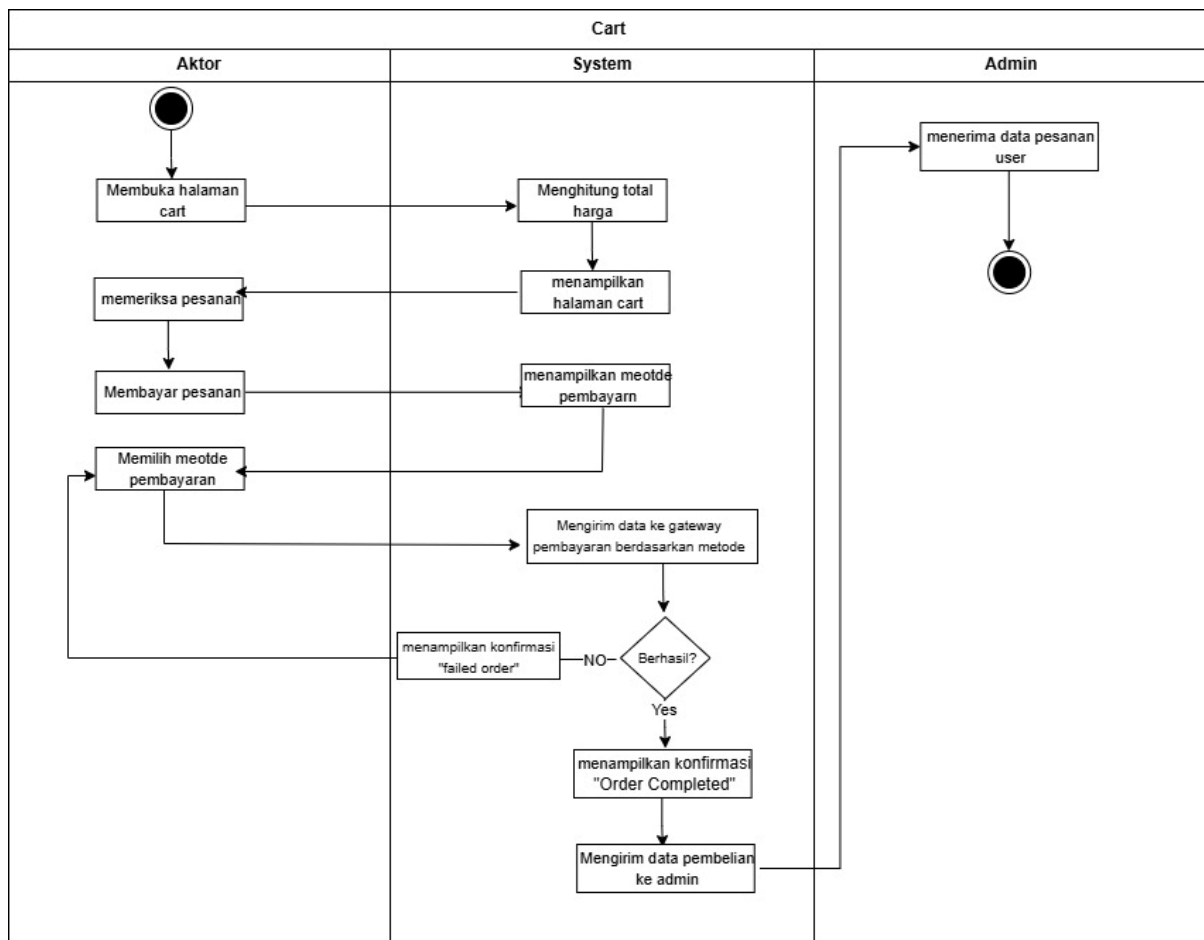 Cart
Aktor
System
Admin
menerima data pesanan
user
Membuka halaman
cart
Menghitung total
harga
menampilkan
halaman cart
memeriksa pesanan
Membayar pesanan
menampilkan meotde
pembayarn
Memilih meotde
pembayaran
Mengirim data ke gateway
pembayaran berdasarkan metode
Berhasil?
NO
menampilkan konfirmasi
"failed order"
Yes
menampilkan konfirmasi
"Order Completed"
Mengirim data pembelian
ke admin